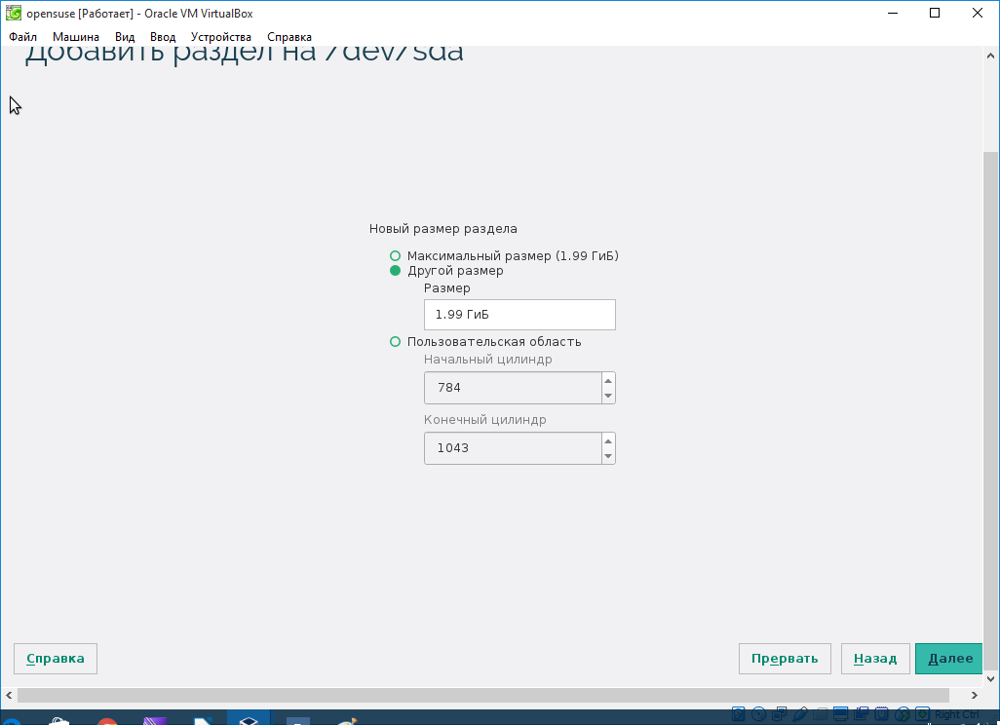 opensuse [Работает] - Oracle VM VirtualBox
Файл Машина Вид Ввод Устройства Справка
Добавить раздел на /dev/sda
Новый размер раздела
Максимальный размер (1.99 ГиБ)
Другой размер
Размер
1.99 ГиБ
Пользовательская область
Начальный цилиндр
784
Конечный цилиндр
1043
Справка Прервать Назад Далее
Right Ctrl